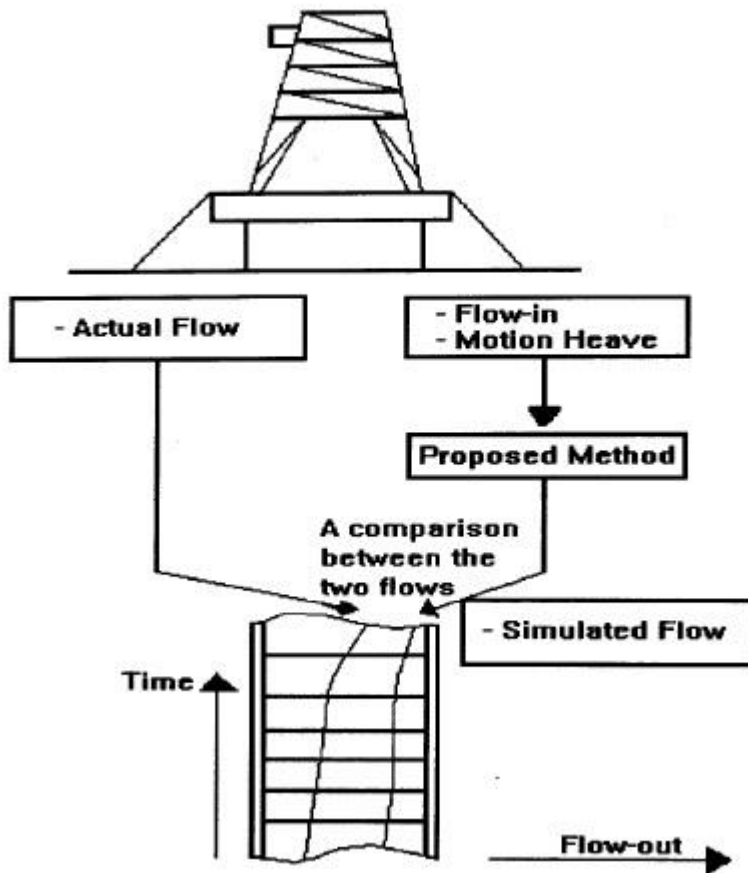 - Actual Flow
- Flow-in
- Motion Heave
Proposed Method
A comparison
between the
two flows
- Simulated Flow
Time
Flow-out